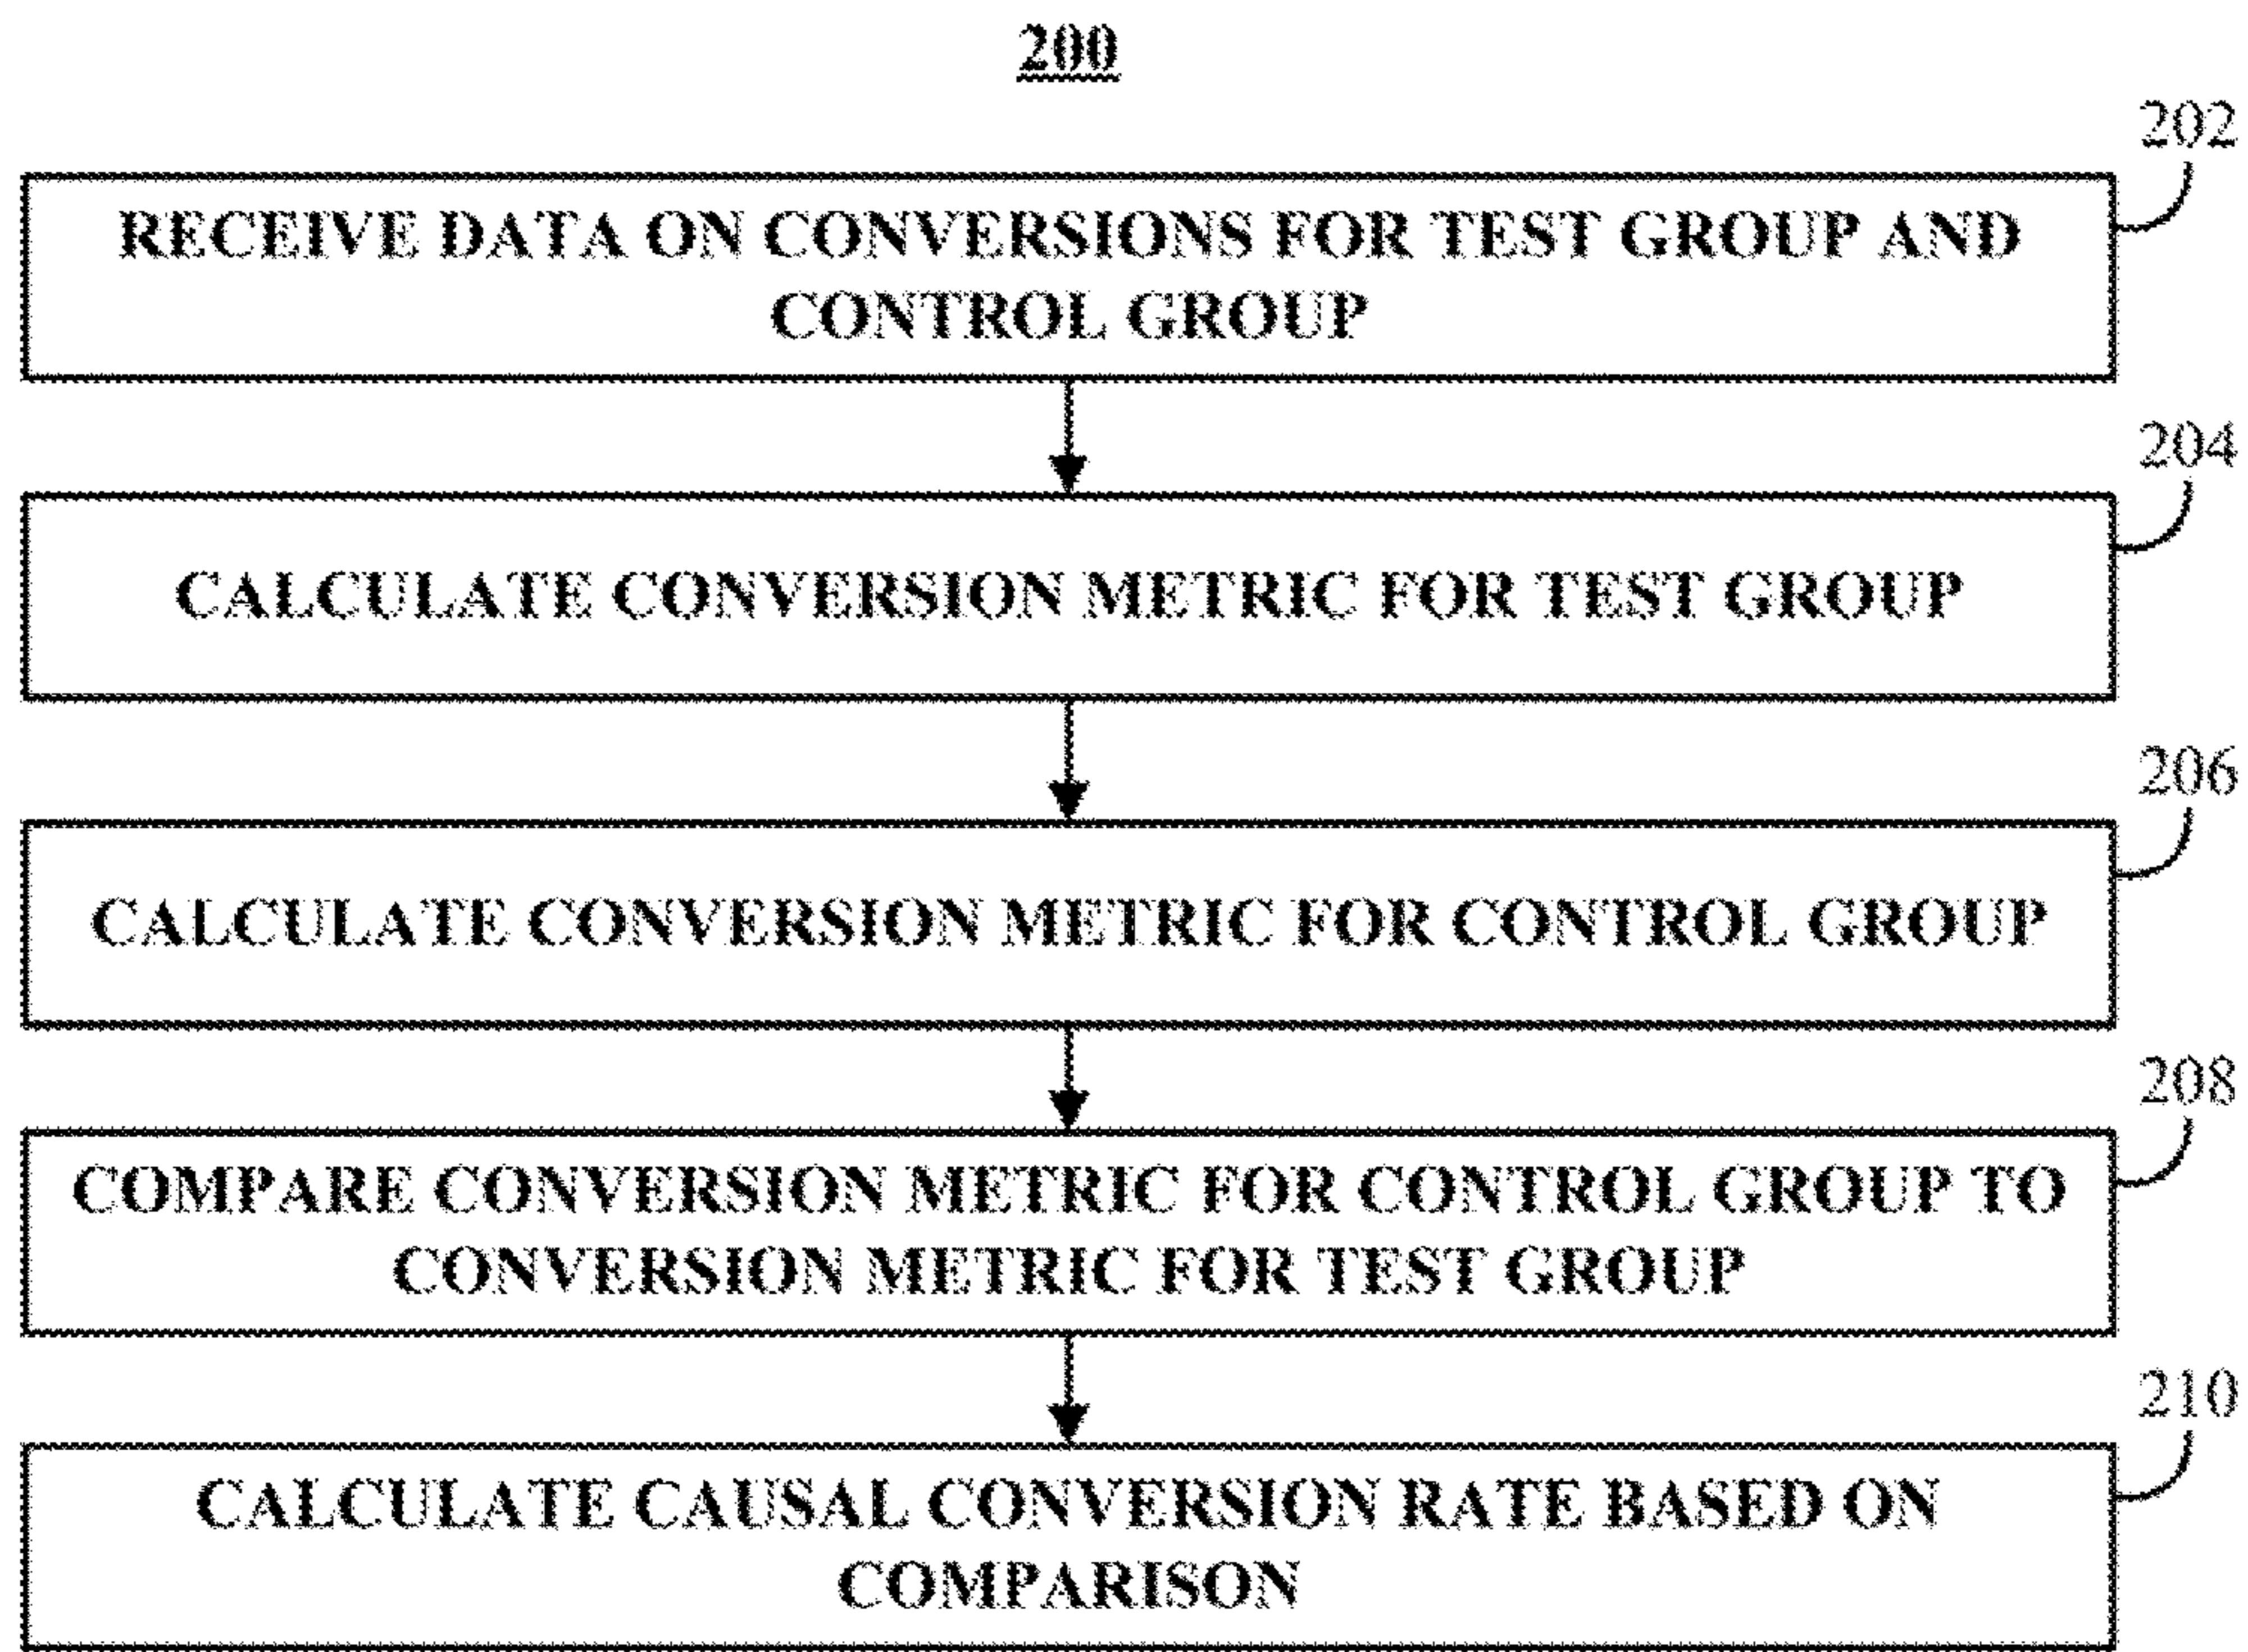 200
202
RECEIVE DATA ON CONVERSIONS FOR TEST GROUP AND
CONTROL GROUP
204
CALCULATE CONVERSION METRIC FOR TEST GROUP
206
CALCULATE CONVERSION METRIC FOR CONTROL GROUP
208
COMPARE CONVERSION METRIC FOR CONTROL GROUP TO
CONVERSION METRIC FOR TEST GROUP
210
CALCULATE CAUSAL CONVERSION RATE BASED ON
COMPARISON